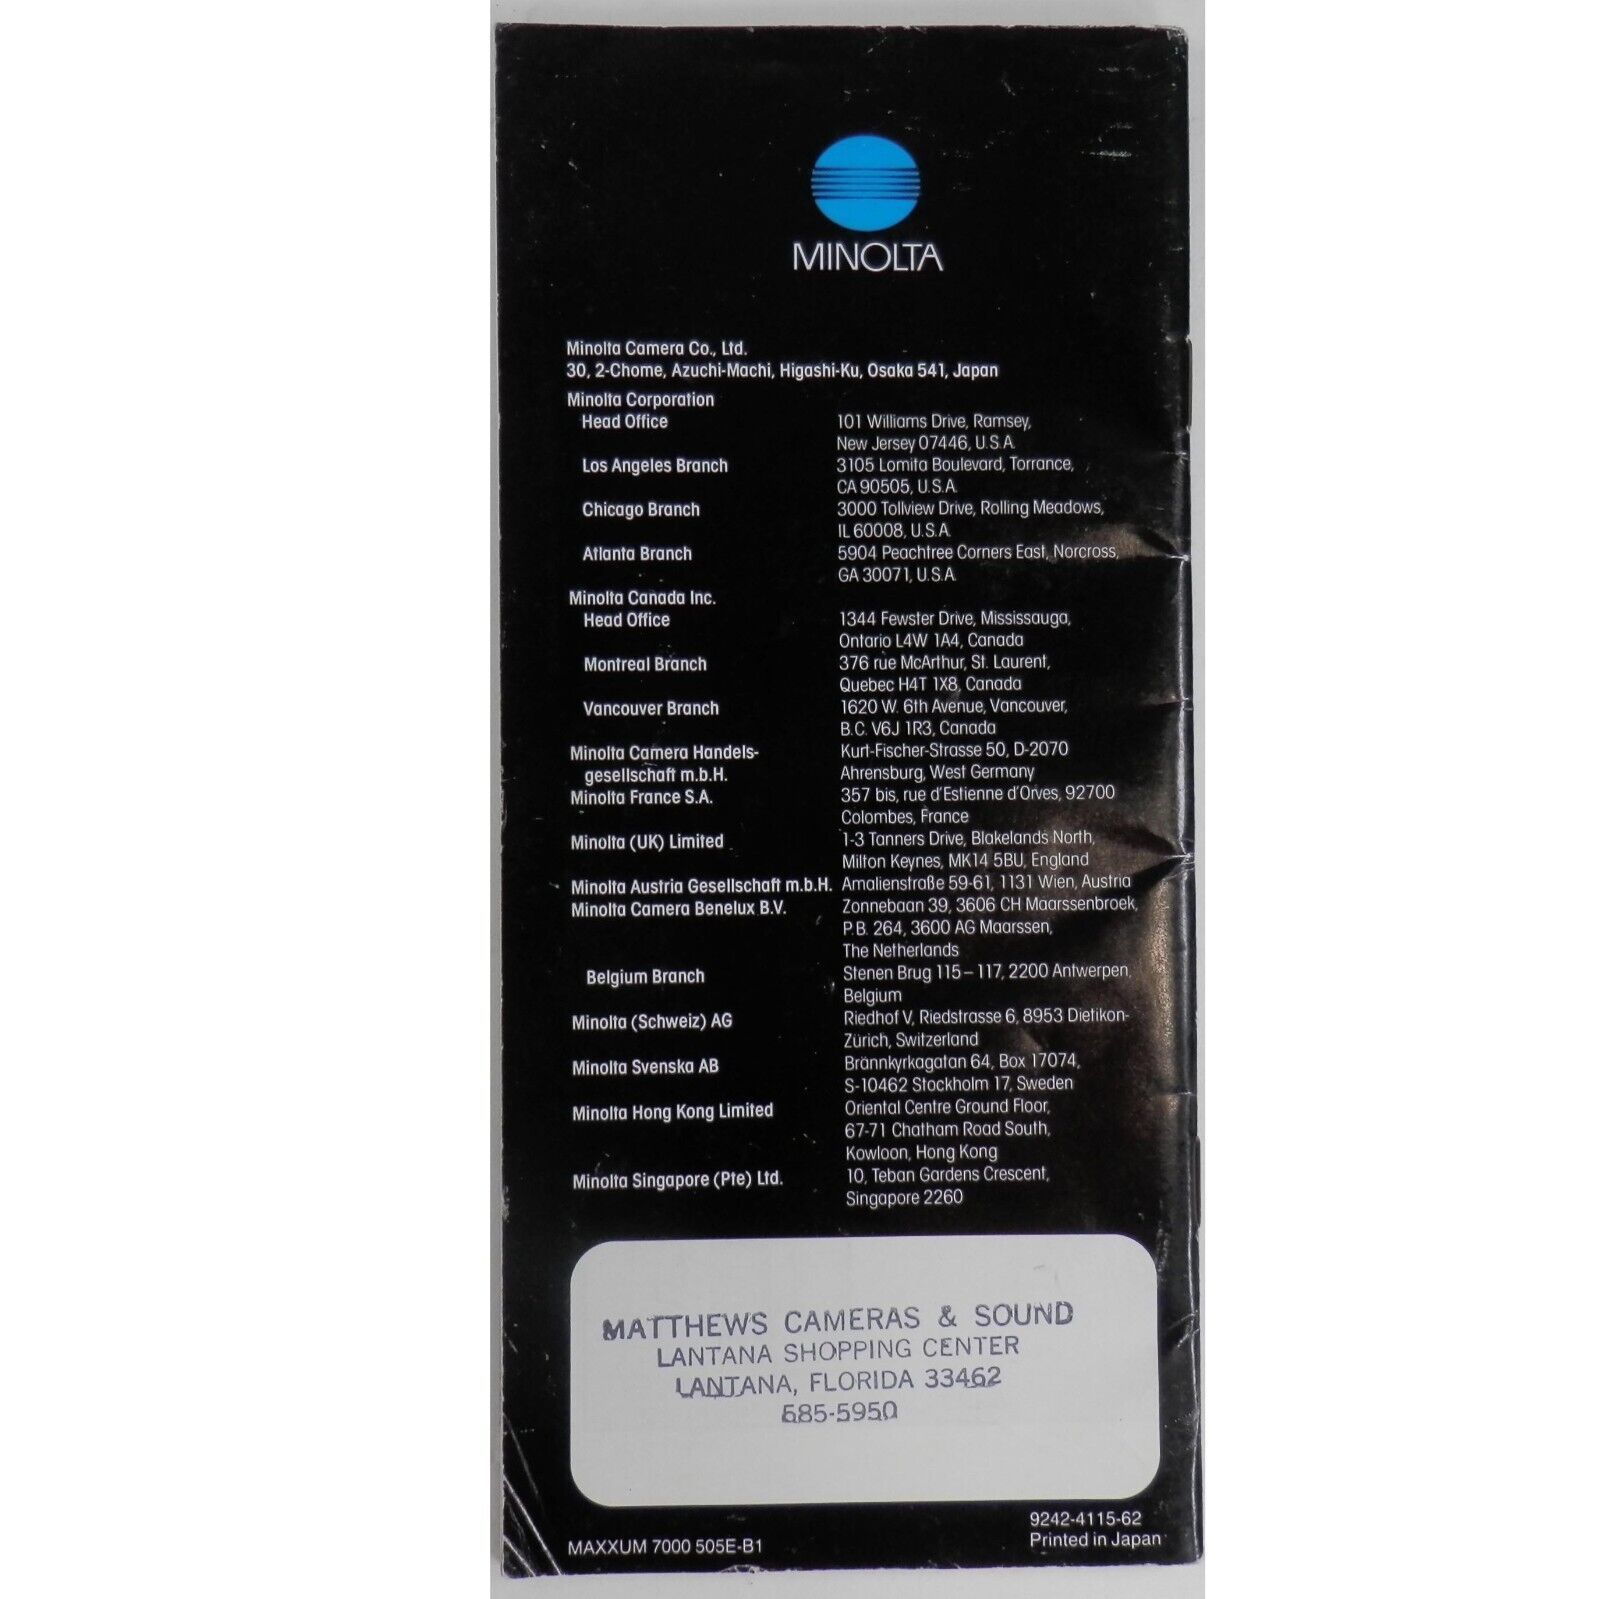 MINOLTA
Minolta Camera Co., Ltd.
30, 2-Chome, Azuchi-Machi, Higashi-Ku, Osaka 541, Japan
Minolta Corporation
Head Office 101 Williams Drive, Ramsey,
New Jersey 07446, U.S.A.
Los Angeles Branch 3105 Lomita Boulevard, Torrance,
CA 90505, U.S.A.
Chicago Branch 3000 Tollview Drive, Rolling Meadows,
IL 60008, U.S.A.
Atlanta Branch 5904 Peachtree Corners East, Norcross,
GA 30071, U.S.A.
Minolta Canada Inc.
Head Office 1344 Fewster Drive, Mississauga,
Ontario L4W 1A4, Canada
Montreal Branch 376 rue McArthur, St. Laurent,
Quebec H4T 1X8, Canada
Vancouver Branch 1620 W. 6th Avenue, Vancouver,
B.C. V6J 1R3, Canada
Minolta Camera Handels- Kurt-Fischer-Strasse 50, D-2070
gesellschaft m.b.H. Ahrensburg, West Germany
Minolta France S.A. 357 bis, rue d'Estienne d'Orves, 92700
Colombes, France
Minolta (UK) Limited 1-3 Tanners Drive, Blakelands North,
Milton Keynes, MK14 5BU, England
Minolta Austria Gesellschaft m.b.H. Amalienstraße 59-61, 1131 Wien, Austria
Minolta Camera Benelux B.V. Zonnebaan 39, 3606 CH Maarssenbroek,
P.B. 264, 3600 AG Maarssen,
The Netherlands
Belgium Branch Stenen Brug 115–117, 2200 Antwerpen,
Belgium
Minolta (Schweiz) AG Riedhof V, Riedstrasse 6, 8953 Dietikon-
Zürich, Switzerland
Minolta Svenska AB Brännkyrkagatan 64, Box 17074,
S-10462 Stockholm 17, Sweden
Minolta Hong Kong Limited Oriental Centre Ground Floor,
67-71 Chatham Road South,
Kowloon, Hong Kong
Minolta Singapore (Pte) Ltd. 10, Teban Gardens Crescent,
Singapore 2260
MATTHEWS CAMERAS & SOUND
LANTANA SHOPPING CENTER
LANTANA, FLORIDA 33462
585-5950
9242-4115-62
MAXXUM 7000 505E-B1 Printed in Japan